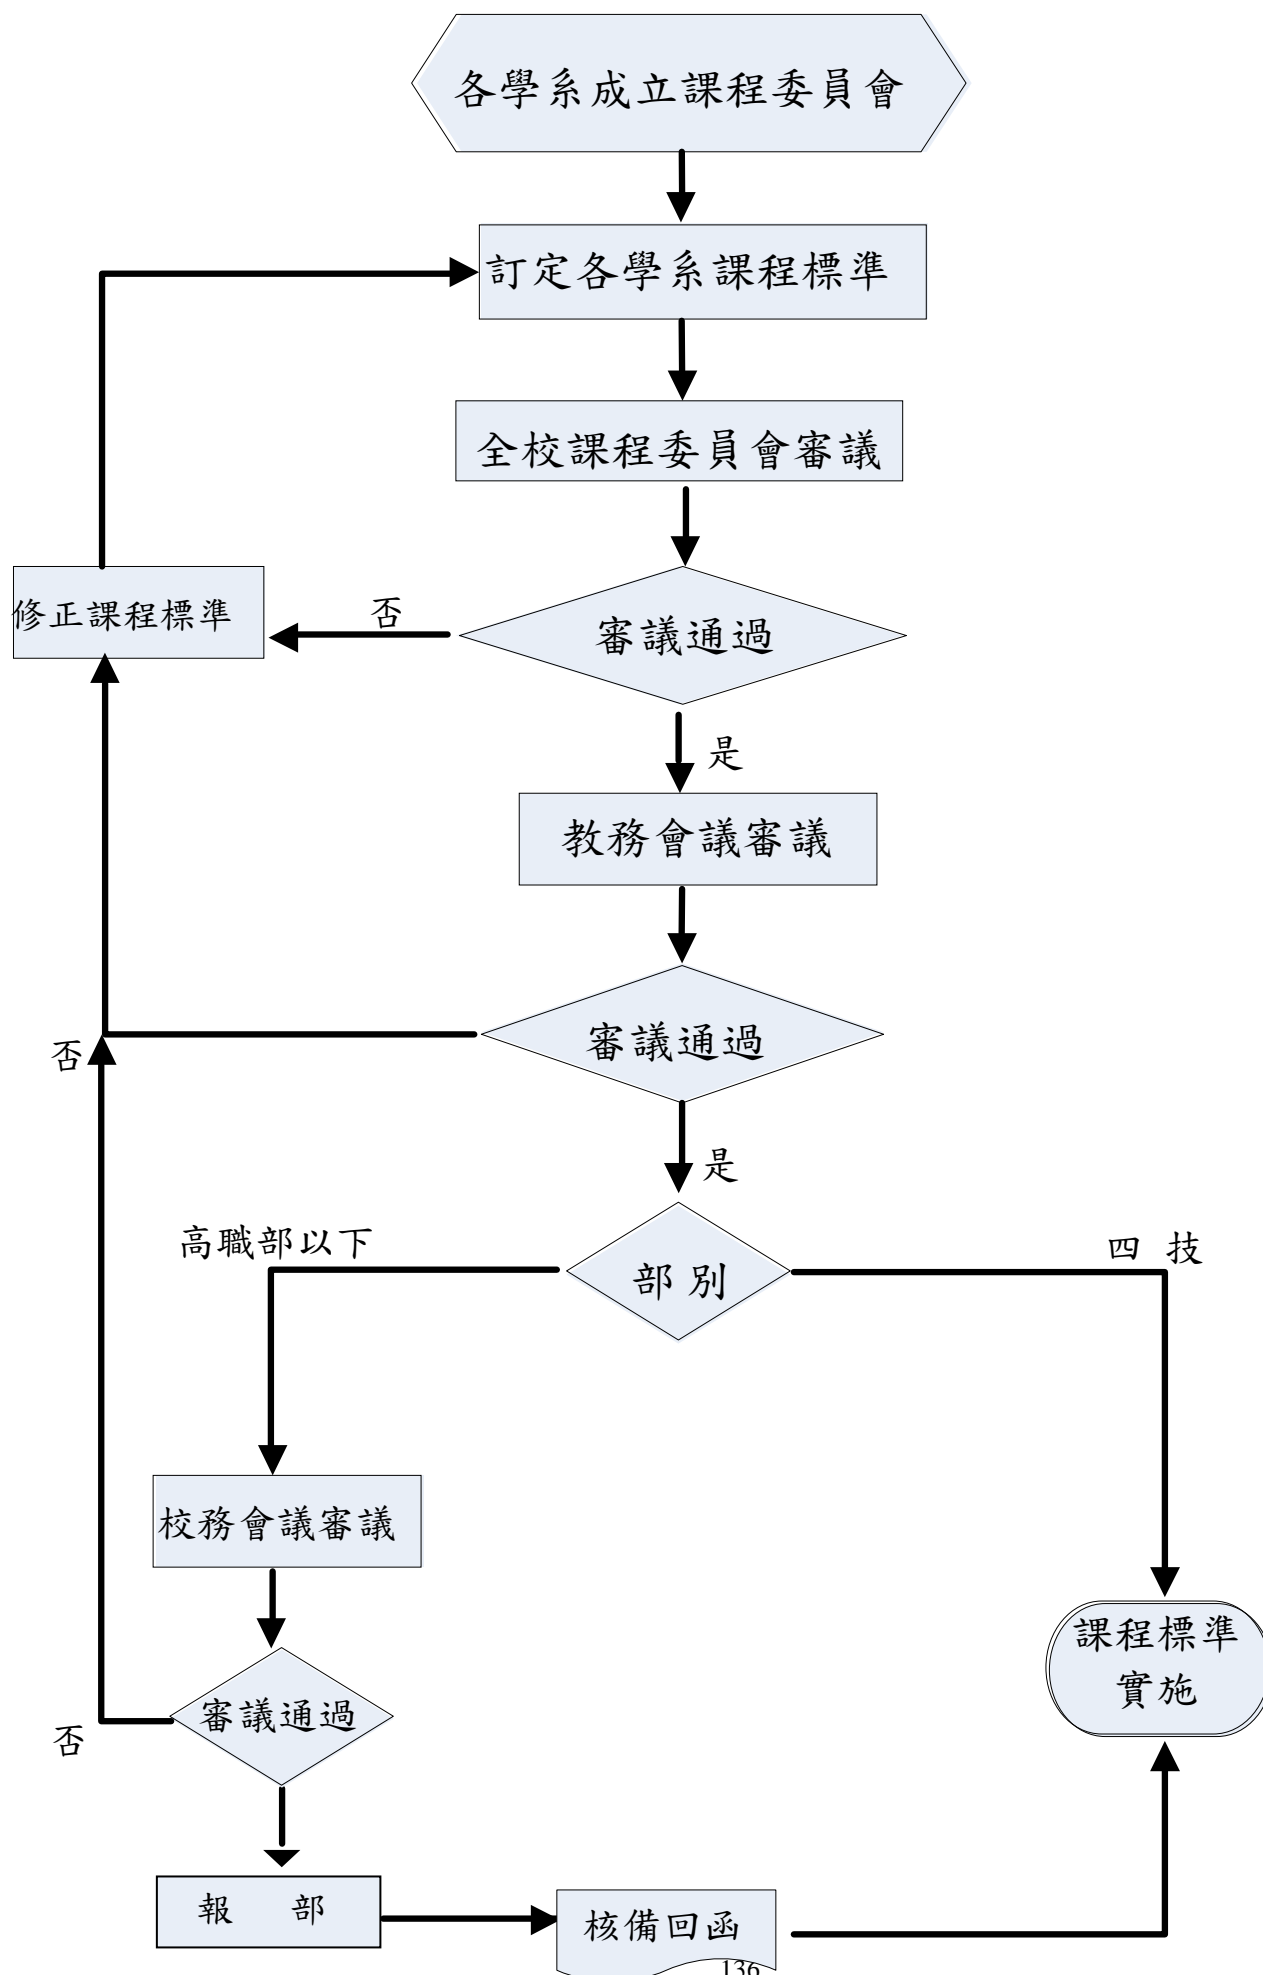 各學系成立課程委員會
訂定各學系課程標準
全校課程委員會審議
修正課程標準
否
審議通過
是
教務會議審議
審議通過
否
是
高職部以下
部別
四 技
校務會議審議
課程標準
實施
審議通過
否
報 部
核備回函
136